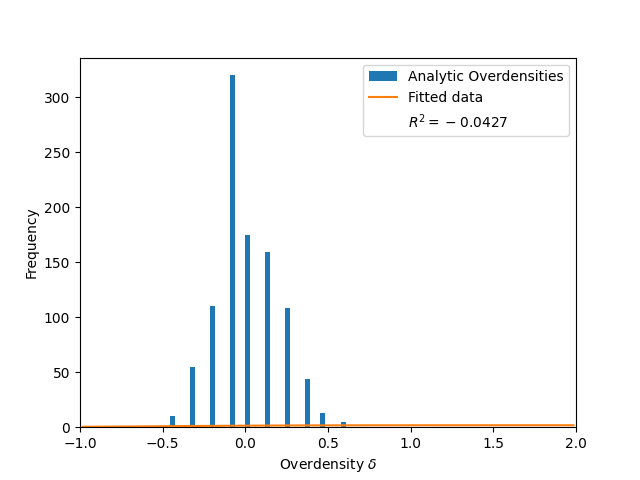 Analytic Overdensities
Fitted data
$R^2 = -0.0427$
Frequency
300
250
200
150
100
50
0
−1.0 −0.5 0.0 0.5 1.0 1.5 2.0
Overdensity δ